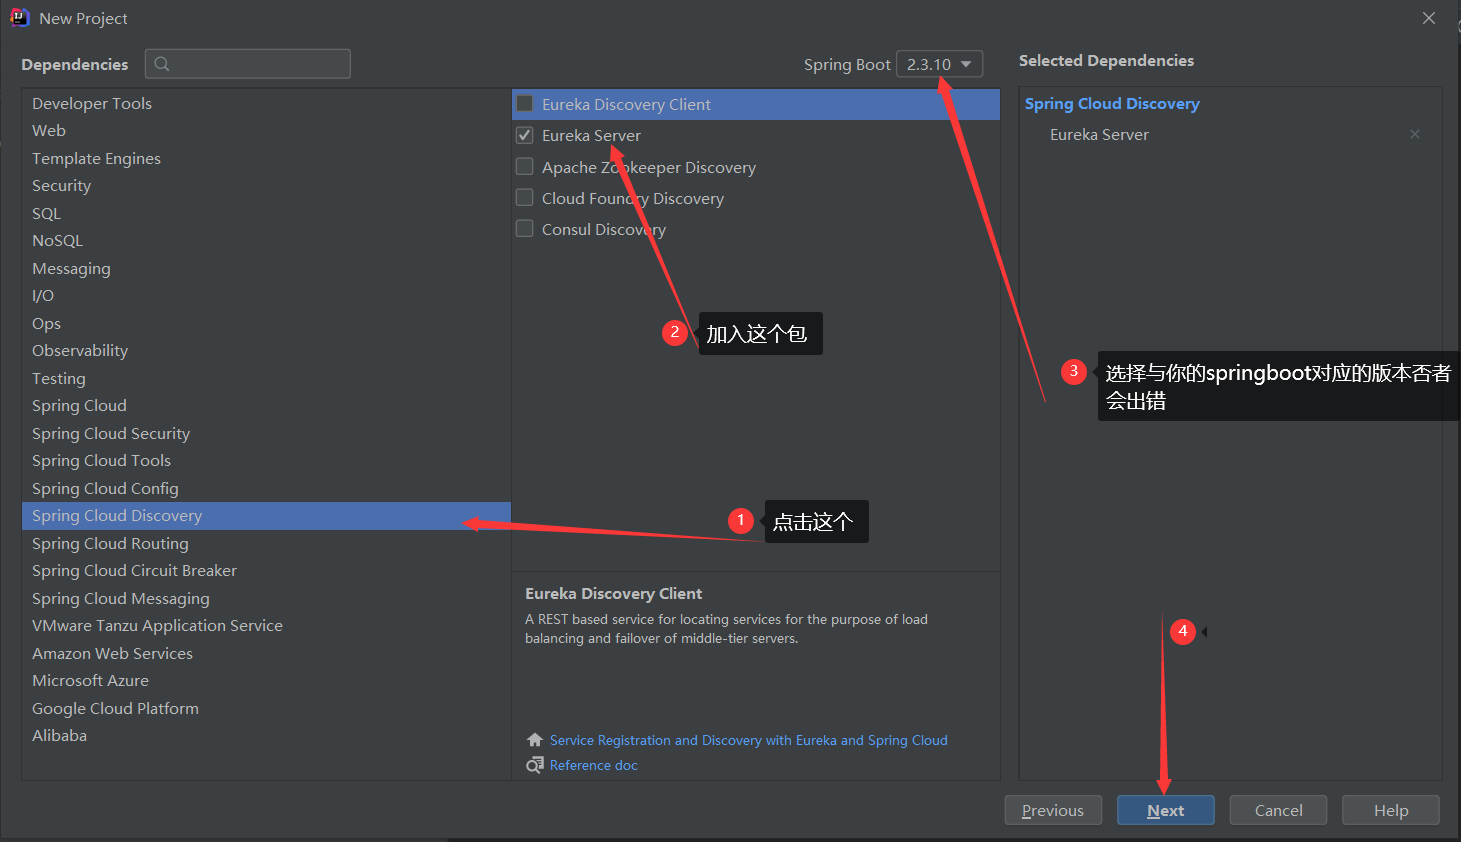 New Project
Dependencies
Spring Boot
2.3.10
Selected Dependencies
Developer Tools
Web
Template Engines
Security
SQL
NoSQL
Messaging
I/O
Ops
Observability
Testing
Spring Cloud
Spring Cloud Security
Spring Cloud Tools
Spring Cloud Config
Spring Cloud Discovery
Spring Cloud Routing
Spring Cloud Circuit Breaker
Spring Cloud Messaging
VMware Tanzu Application Service
Amazon Web Services
Microsoft Azure
Google Cloud Platform
Alibaba
Eureka Discovery Client
Eureka Server
Apache Zookeeper Discovery
Cloud Foundry Discovery
Consul Discovery
2
加入这个包
1
点击这个
Eureka Discovery Client
A REST based service for locating services for the purpose of load
balancing and failover of middle-tier servers.
Service Registration and Discovery with Eureka and Spring Cloud
Reference doc
Spring Cloud Discovery
Eureka Server
3
选择与你的springboot对应的版本否者
会出错
4
Previous
Next
Cancel
Help